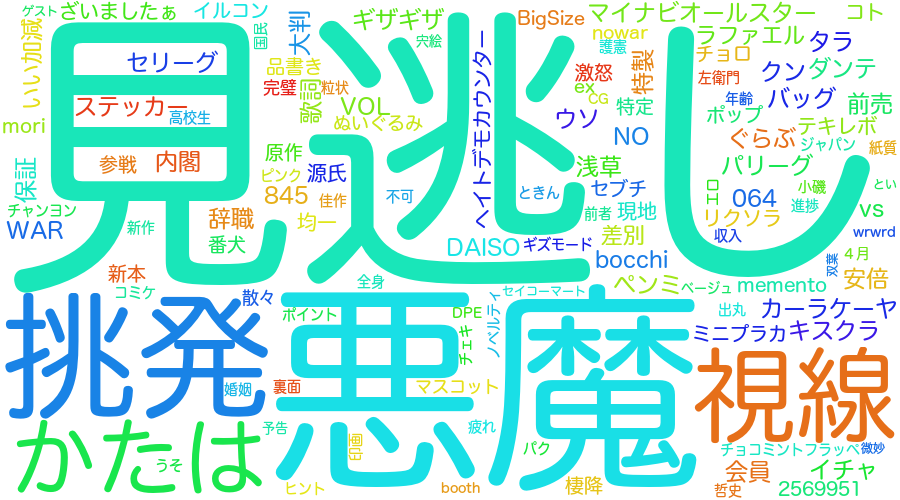 ゲスト ざいましたぁ イルコン 国民 大判 ギザギザ 穴絵 BigSize マイナビオールスター コト
いい加減 セリーグ 品書き 不可 nowar 護憲 特製 ラファエル タラ
ステッカー 完璧 粒状 歌詞 VOL ヘイトデモカウンター 激怒 ex CG チョロ 左衛門 クン ダンテ
mori 高校生 ぬいぐるみ ウソ 特定 年齢 バッグ 前売
見逃し
保証 参戦 内閣 原作 源氏 NO ポップ テキレボ
ピンク 浅草 ぐらぶ ジャパン 紙質
チャンヨン 845 佳作 ときん セブチ パリーグ
WAR 新作 辞職 均一 前者 現地 エロ 064 小磯 とい
番犬 DAISO ギズモード 差別 リクソラ 進捗 vs
新本 bocchi 収入 wrwrd
コミケ 散々 全身 セイコーマート ペンミ ベージュ memento 双葉 4月 安倍
ポイント DPE チェキ ノベルティ 出丸 カーラケーヤ
ミニプラカ キスクラ
挑発 悪魔 視線
婚姻 裏面 マスコット
かたは
予告 印画 疲れ チョコミントフラッペ 微妙
うそ パク 会員 イチャ
ヒント booth 棲降 哲史 2569951